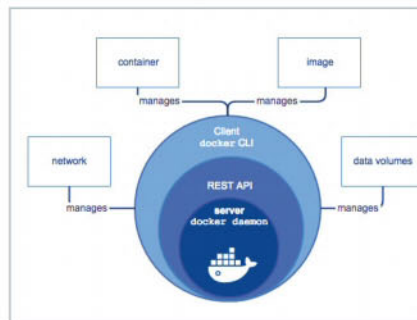 container
image
manages
manages
Client
docker CLI
network
data volumes
REST API
manages
manages
server
docker daemon